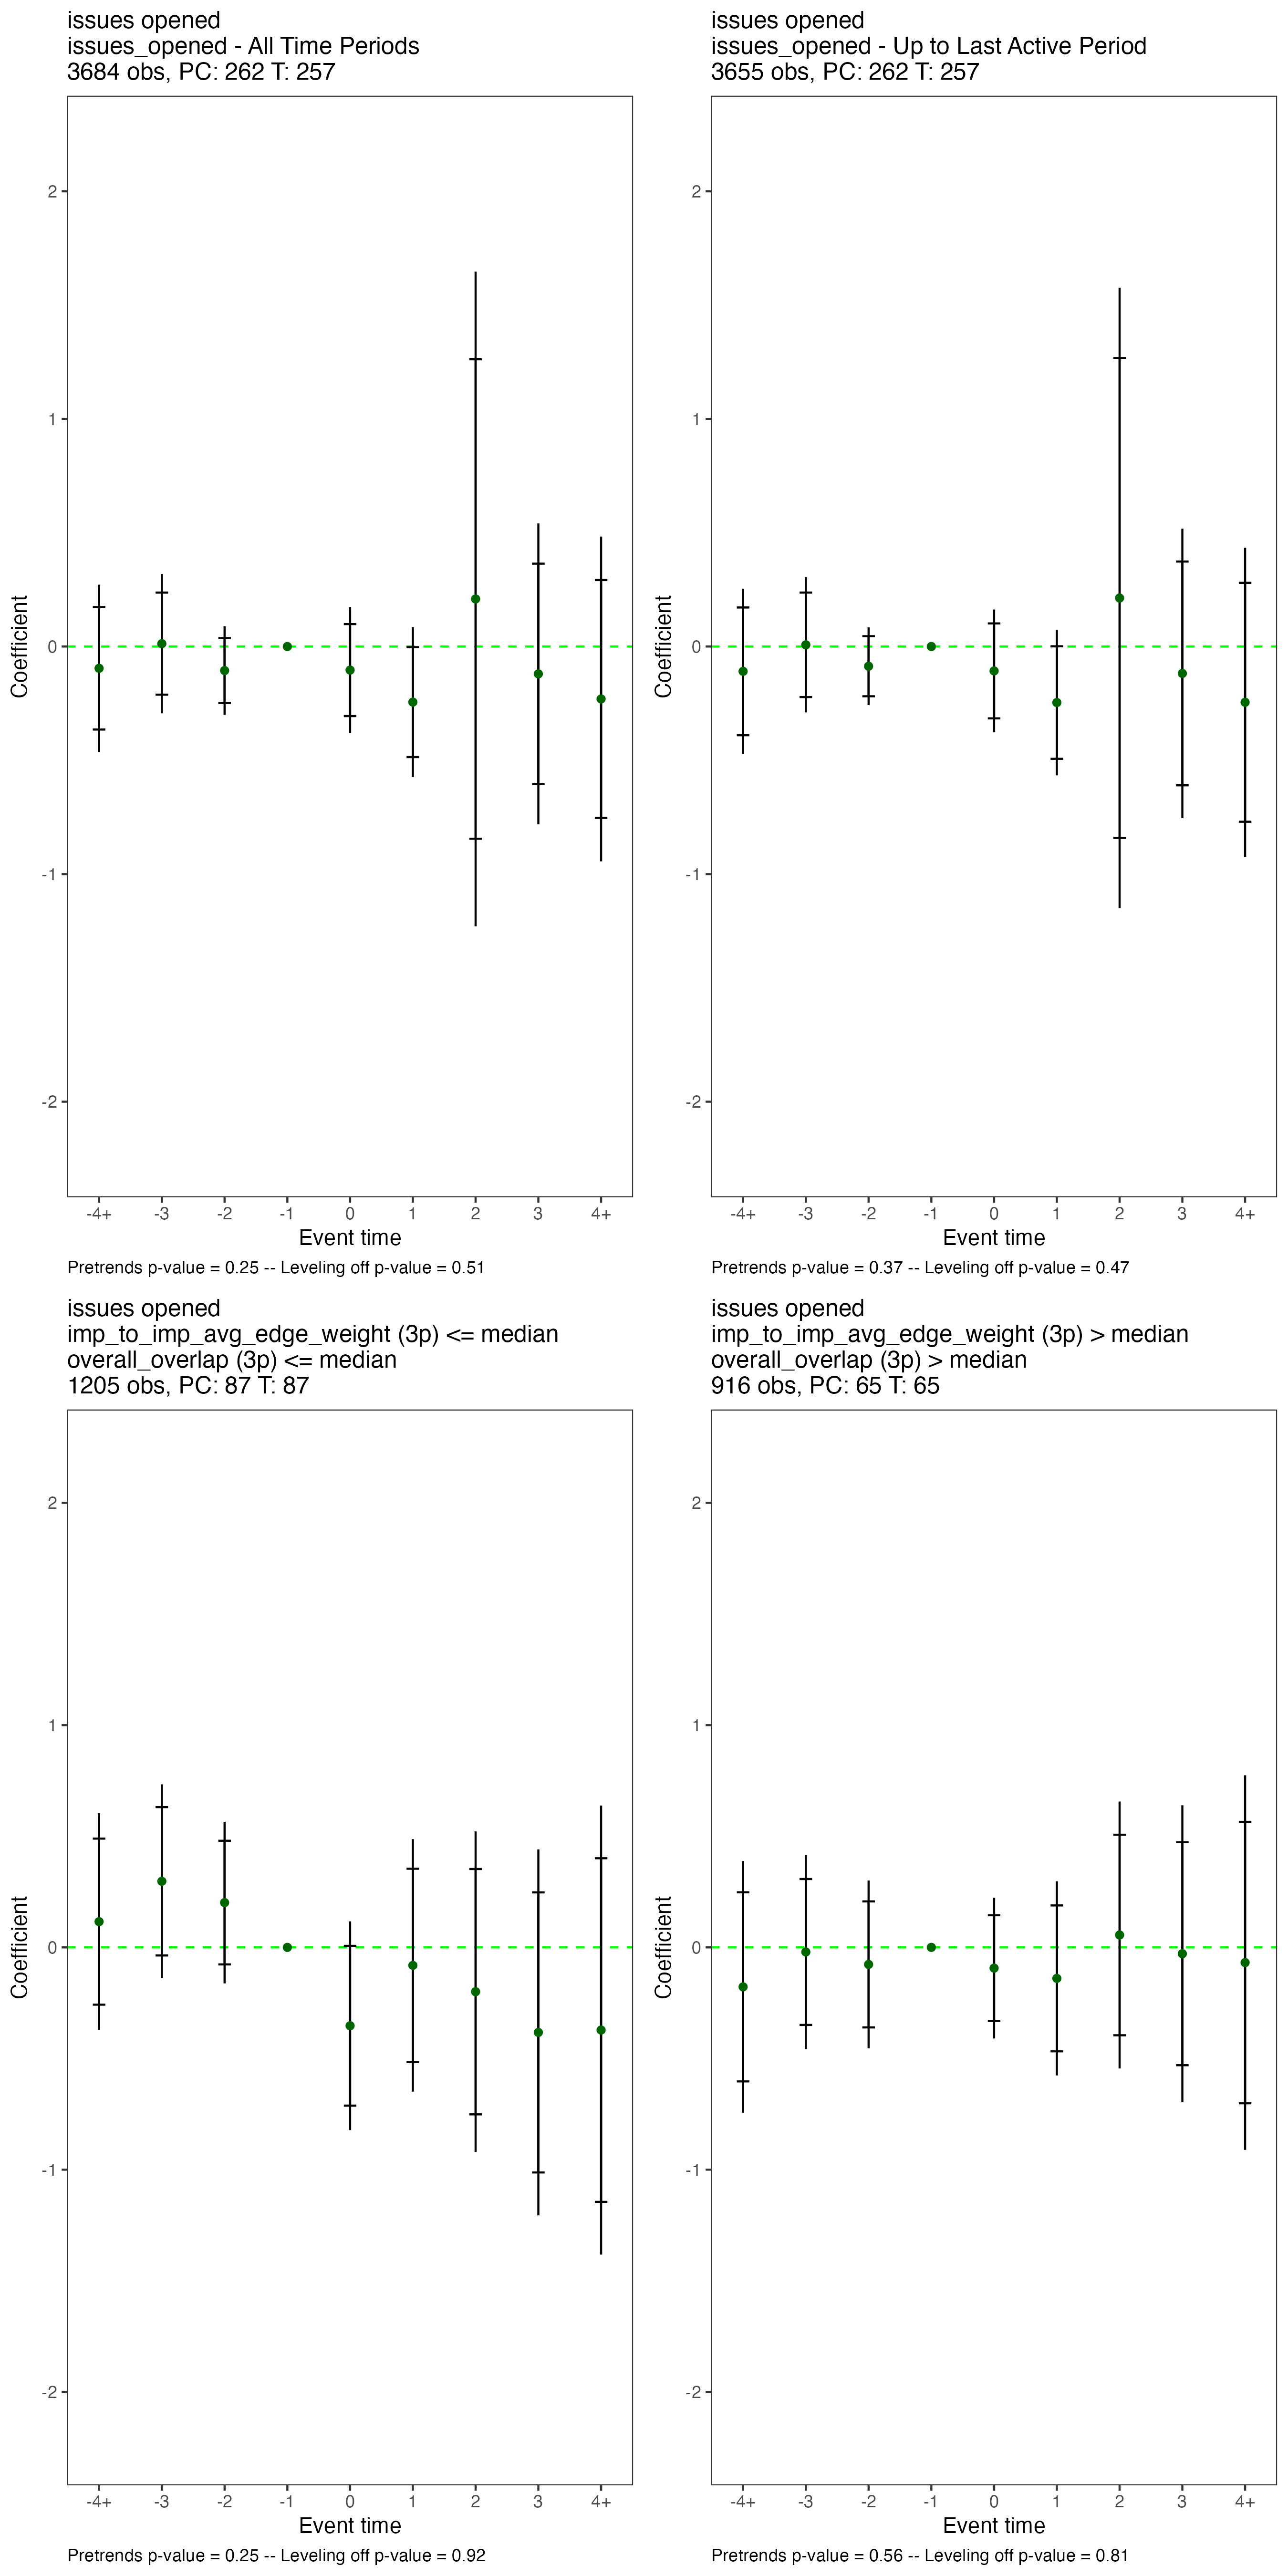 issues opened
issues_opened - All Time Periods
3684 obs, PC: 262 T: 257
2
1
0
-1
-2
Coefficient
-4+ -3 -2 -1 0 1 2 3 4+
Event time
Pretrends p-value = 0.25 -- Leveling off p-value = 0.51
issues opened
issues_opened - Up to Last Active Period
3655 obs, PC: 262 T: 257
2
1
0
-1
-2
Coefficient
-4+ -3 -2 -1 0 1 2 3 4+
Event time
Pretrends p-value = 0.37 -- Leveling off p-value = 0.47
issues opened
imp_to_imp_avg_edge_weight (3p) <= median
overall_overlap (3p) <= median
1205 obs, PC: 87 T: 87
2
1
0
-1
-2
Coefficient
-4+ -3 -2 -1 0 1 2 3 4+
Event time
Pretrends p-value = 0.25 -- Leveling off p-value = 0.92
issues opened
imp_to_imp_avg_edge_weight (3p) > median
overall_overlap (3p) > median
916 obs, PC: 65 T: 65
2
1
0
-1
-2
Coefficient
-4+ -3 -2 -1 0 1 2 3 4+
Event time
Pretrends p-value = 0.56 -- Leveling off p-value = 0.81